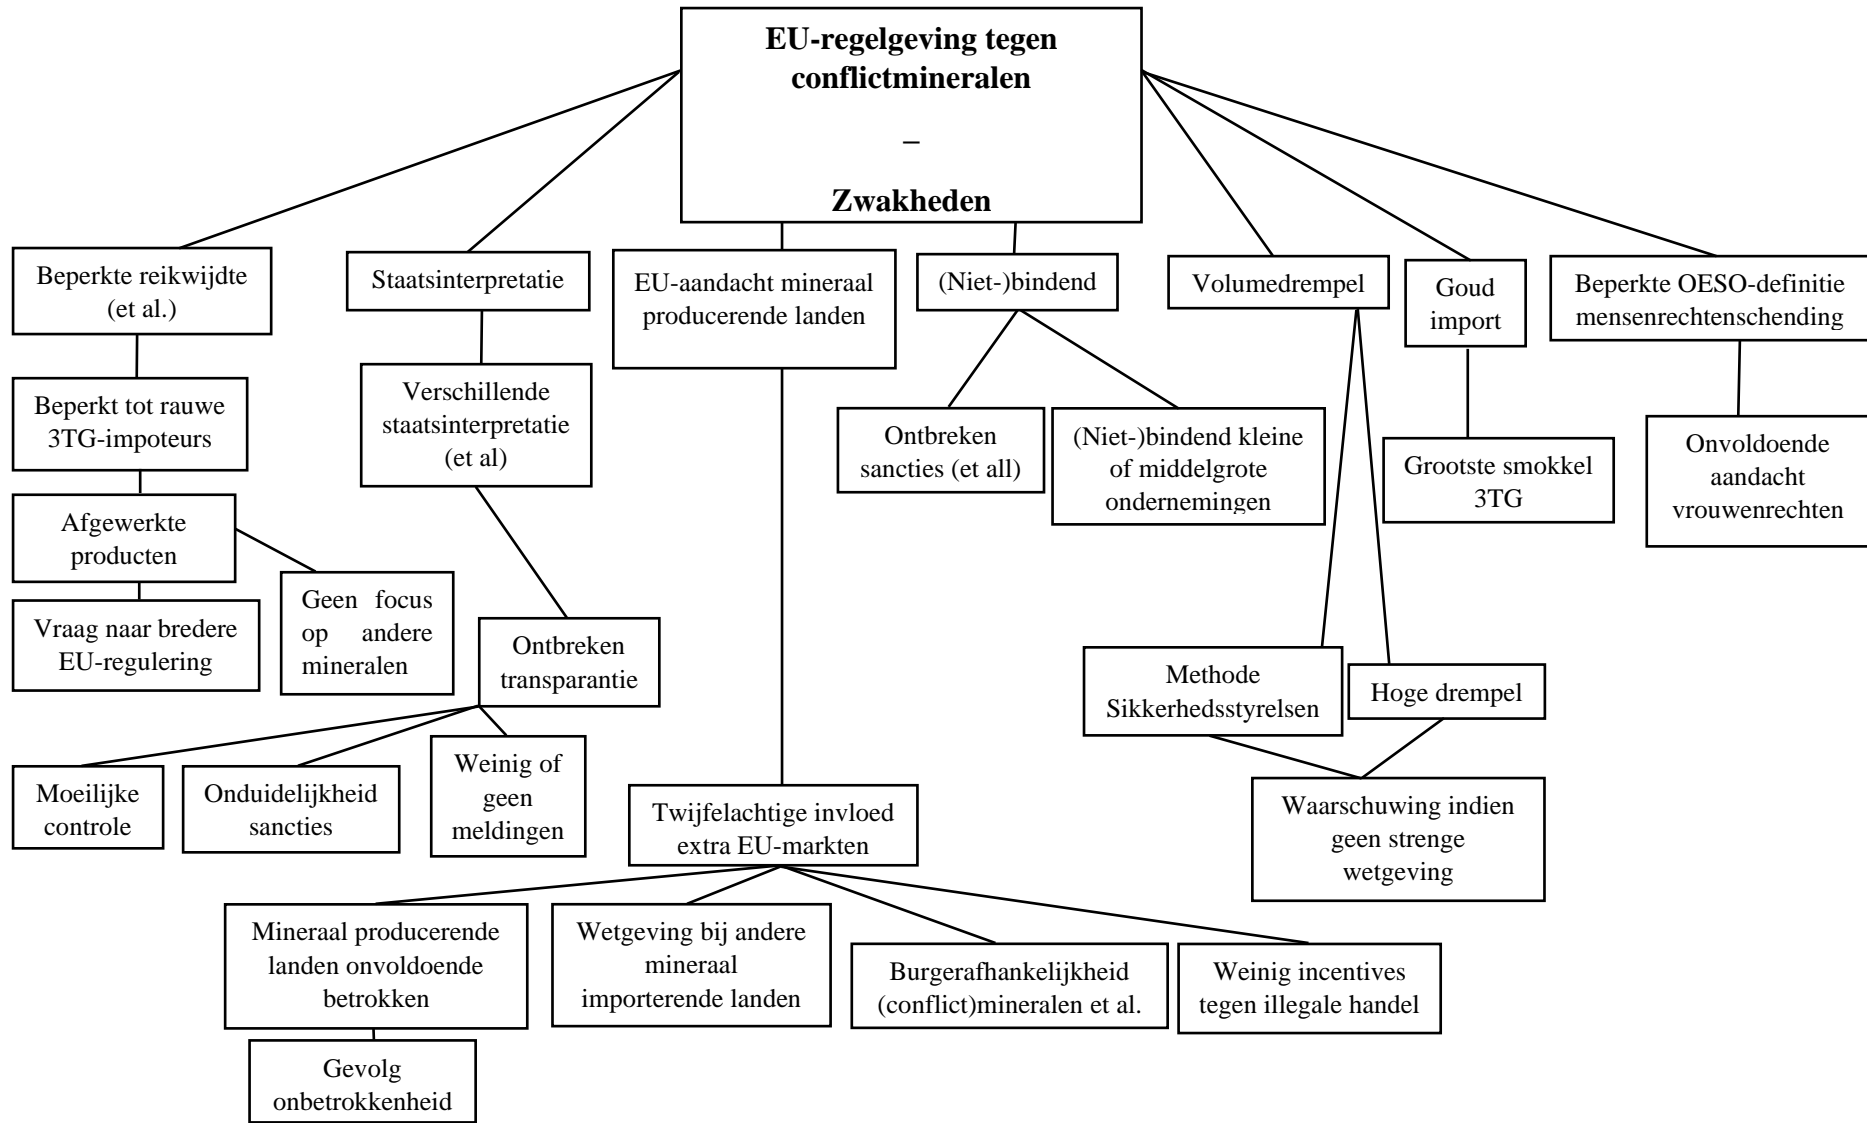 EU-regelgeving tegen
conflictmineralen
–
Zwakheden
Beperkte reikwijdte
(et al.)
Staatsinterpretatie
EU-aandacht mineraal
producerende landen
(Niet-)bindend
Volumedrempel
Goud
import
Beperkte OESO-definitie
mensenrechtenschending
Beperkt tot rauwe
3TG-impoteurs
Verschillende
staatsinterpretatie
(et al)
Ontbreken
sancties (et all)
(Niet-)bindend kleine
of middelgrote
ondernemingen
Grootste smokkel
3TG
Onvoldoende
aandacht
vrouwenrechten
Afgewerkte
producten
Vraag naar bredere
EU-regulering
Geen focus
op andere
mineralen
Ontbreken
transparantie
Methode
Sikkerhedsstyrelsen
Hoge drempel
Moeilijke
controle
Onduidelijkheid
sancties
Weinig of
geen
meldingen
Twijfelachtige invloed
extra EU-markten
Waarschuwing indien
geen strenge
wetgeving
Mineraal producerende
landen onvoldoende
betrokken
Wetgeving bij andere
mineraal
importerende landen
Burgerafhankelijkheid
(conflict)mineralen et al.
Weinig incentives
tegen illegale handel
Gevolg
onbetrokkenheid